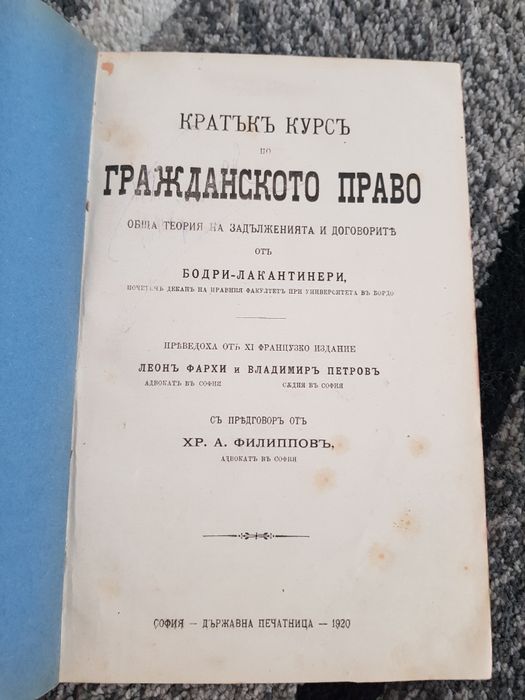 КРАТЪКЪ КУРСЪ
ПО
ГРАЖДАНСКОТО ПРАВО
ОБЩА ТЕОРИЯ НА ЗАДЪЛЖЕНИЯТА И ДОГОВОРИТѢ
ОТЪ
БОДРИ-ЛАКАНТИНЕРИ,
ПОЧЕТЕНЪ ДЕКАНЪ НА ПРАВНИЯ ФАКУЛТЕТЪ ПРИ УНИВЕРСИТЕТА ВЪ БОРДО
ПРѢВЕДОХА ОТЪ XI ФРАНЦУЗКО ИЗДАНИЕ
ЛЕОНЪ ФАРХИ И ВЛАДИМИРЪ ПЕТРОВЪ
АДВОКАТЪ ВЪ СОФИЯ СѪДИЯ ВЪ СОФИЯ
СЪ ПРѢДГОВОРЪ ОТЪ
ХР. А. ФИЛИППОВЪ,
АДВОКАТЪ ВЪ СОФИЯ
СОФИЯ — ДЪРЖАВНА ПЕЧАТНИЦА — 1920